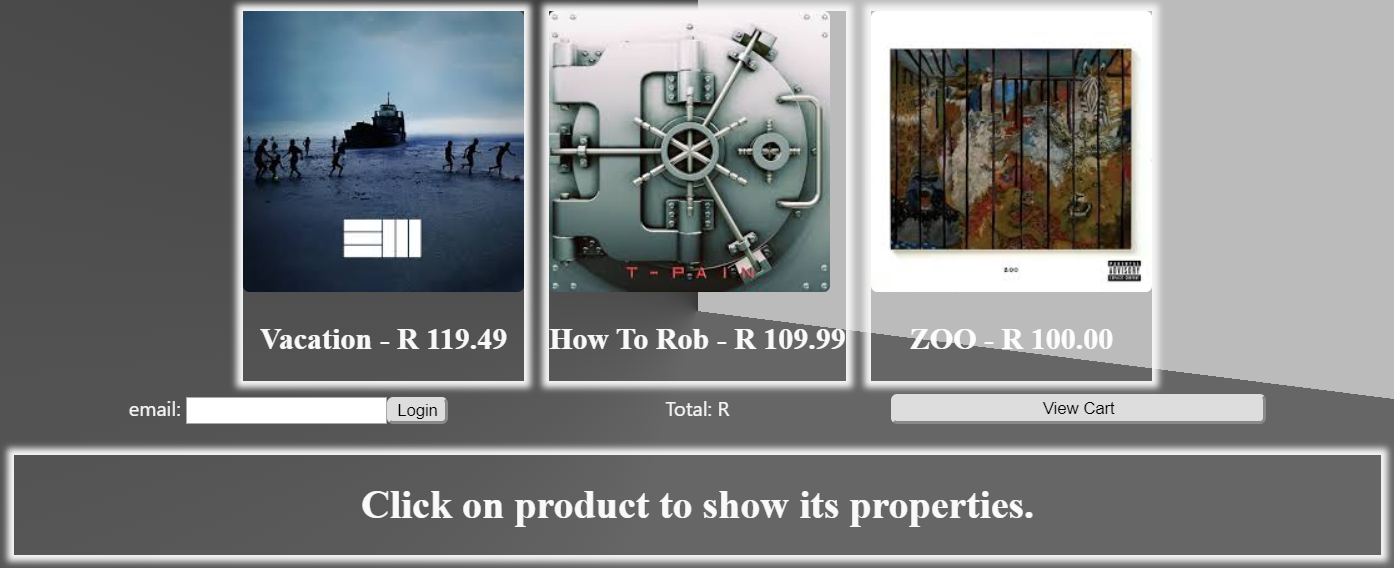 T-PAIN
ZOO
PARENTAL
ADVISORY
EXPLICIT CONTENT
Vacation - R 119.49
How To Rob - R 109.99
ZOO - R 100.00
email:
Login
Total: R
View Cart
Click on product to show its properties.